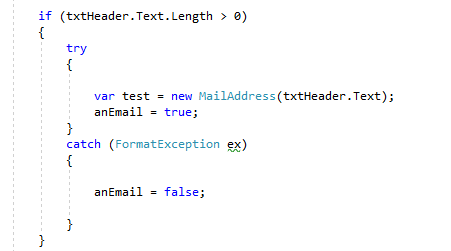 if (txtHeader.Text.Length > 0)
{
try
{
var test = new MailAddress(txtHeader.Text);
anEmail = true;
}
catch (FormatException ex)
{
anEmail = false;
}
}